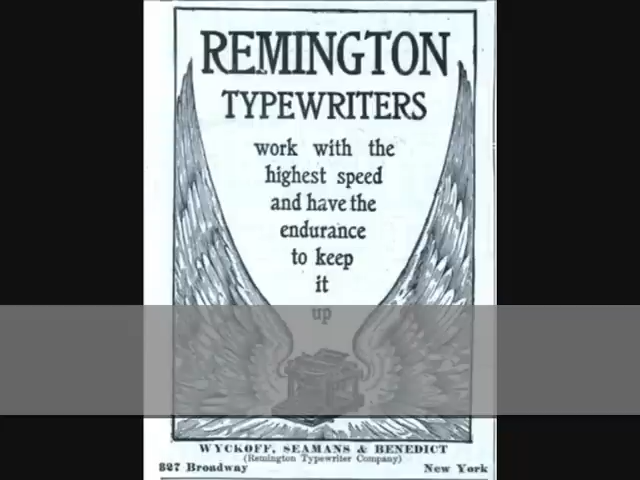 REMINGTON
TYPEWRITERS
work with the
highest speed
and have the
endurance
to keep
it
up
WYCKOFF, SEAMANS & BENEDICT
(Remington Typewriter Company)
327 Broadway New York